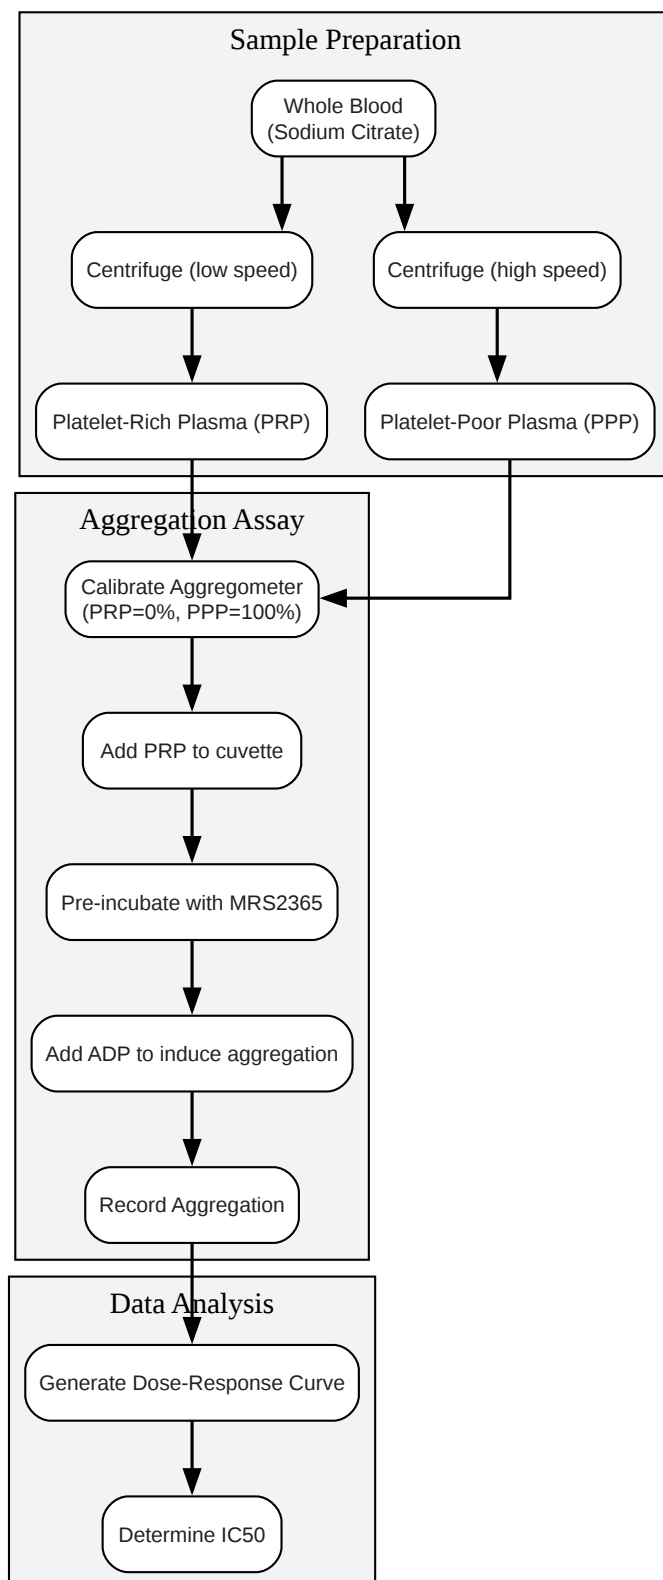 Sample Preparation
Whole Blood
(Sodium Citrate)
Centrifuge (low speed)
Centrifuge (high speed)
Platelet-Rich Plasma (PRP)
Platelet-Poor Plasma (PPP)
Aggregation Assay
Calibrate Aggregometer
(PRP=0%, PPP=100%)
Add PRP to cuvette
Pre-incubate with MRS2365
Add ADP to induce aggregation
Record Aggregation
Data Analysis
Generate Dose-Response Curve
Determine IC50